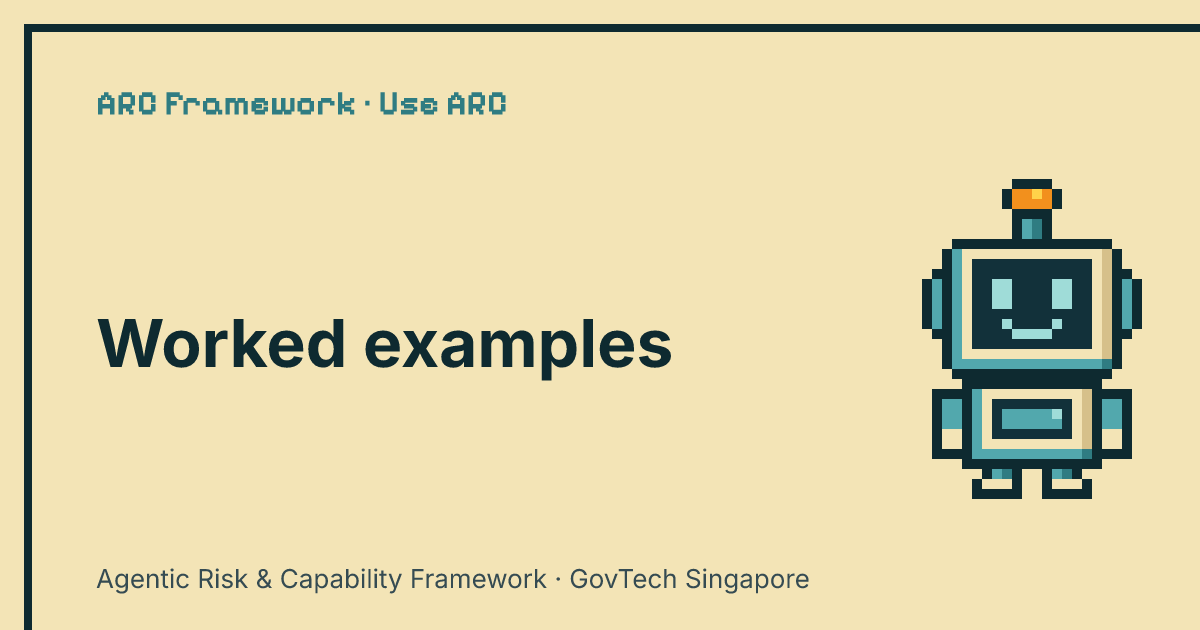 ARC Framework · Use ARC
Worked examples
Agentic Risk & Capability Framework · GovTech Singapore